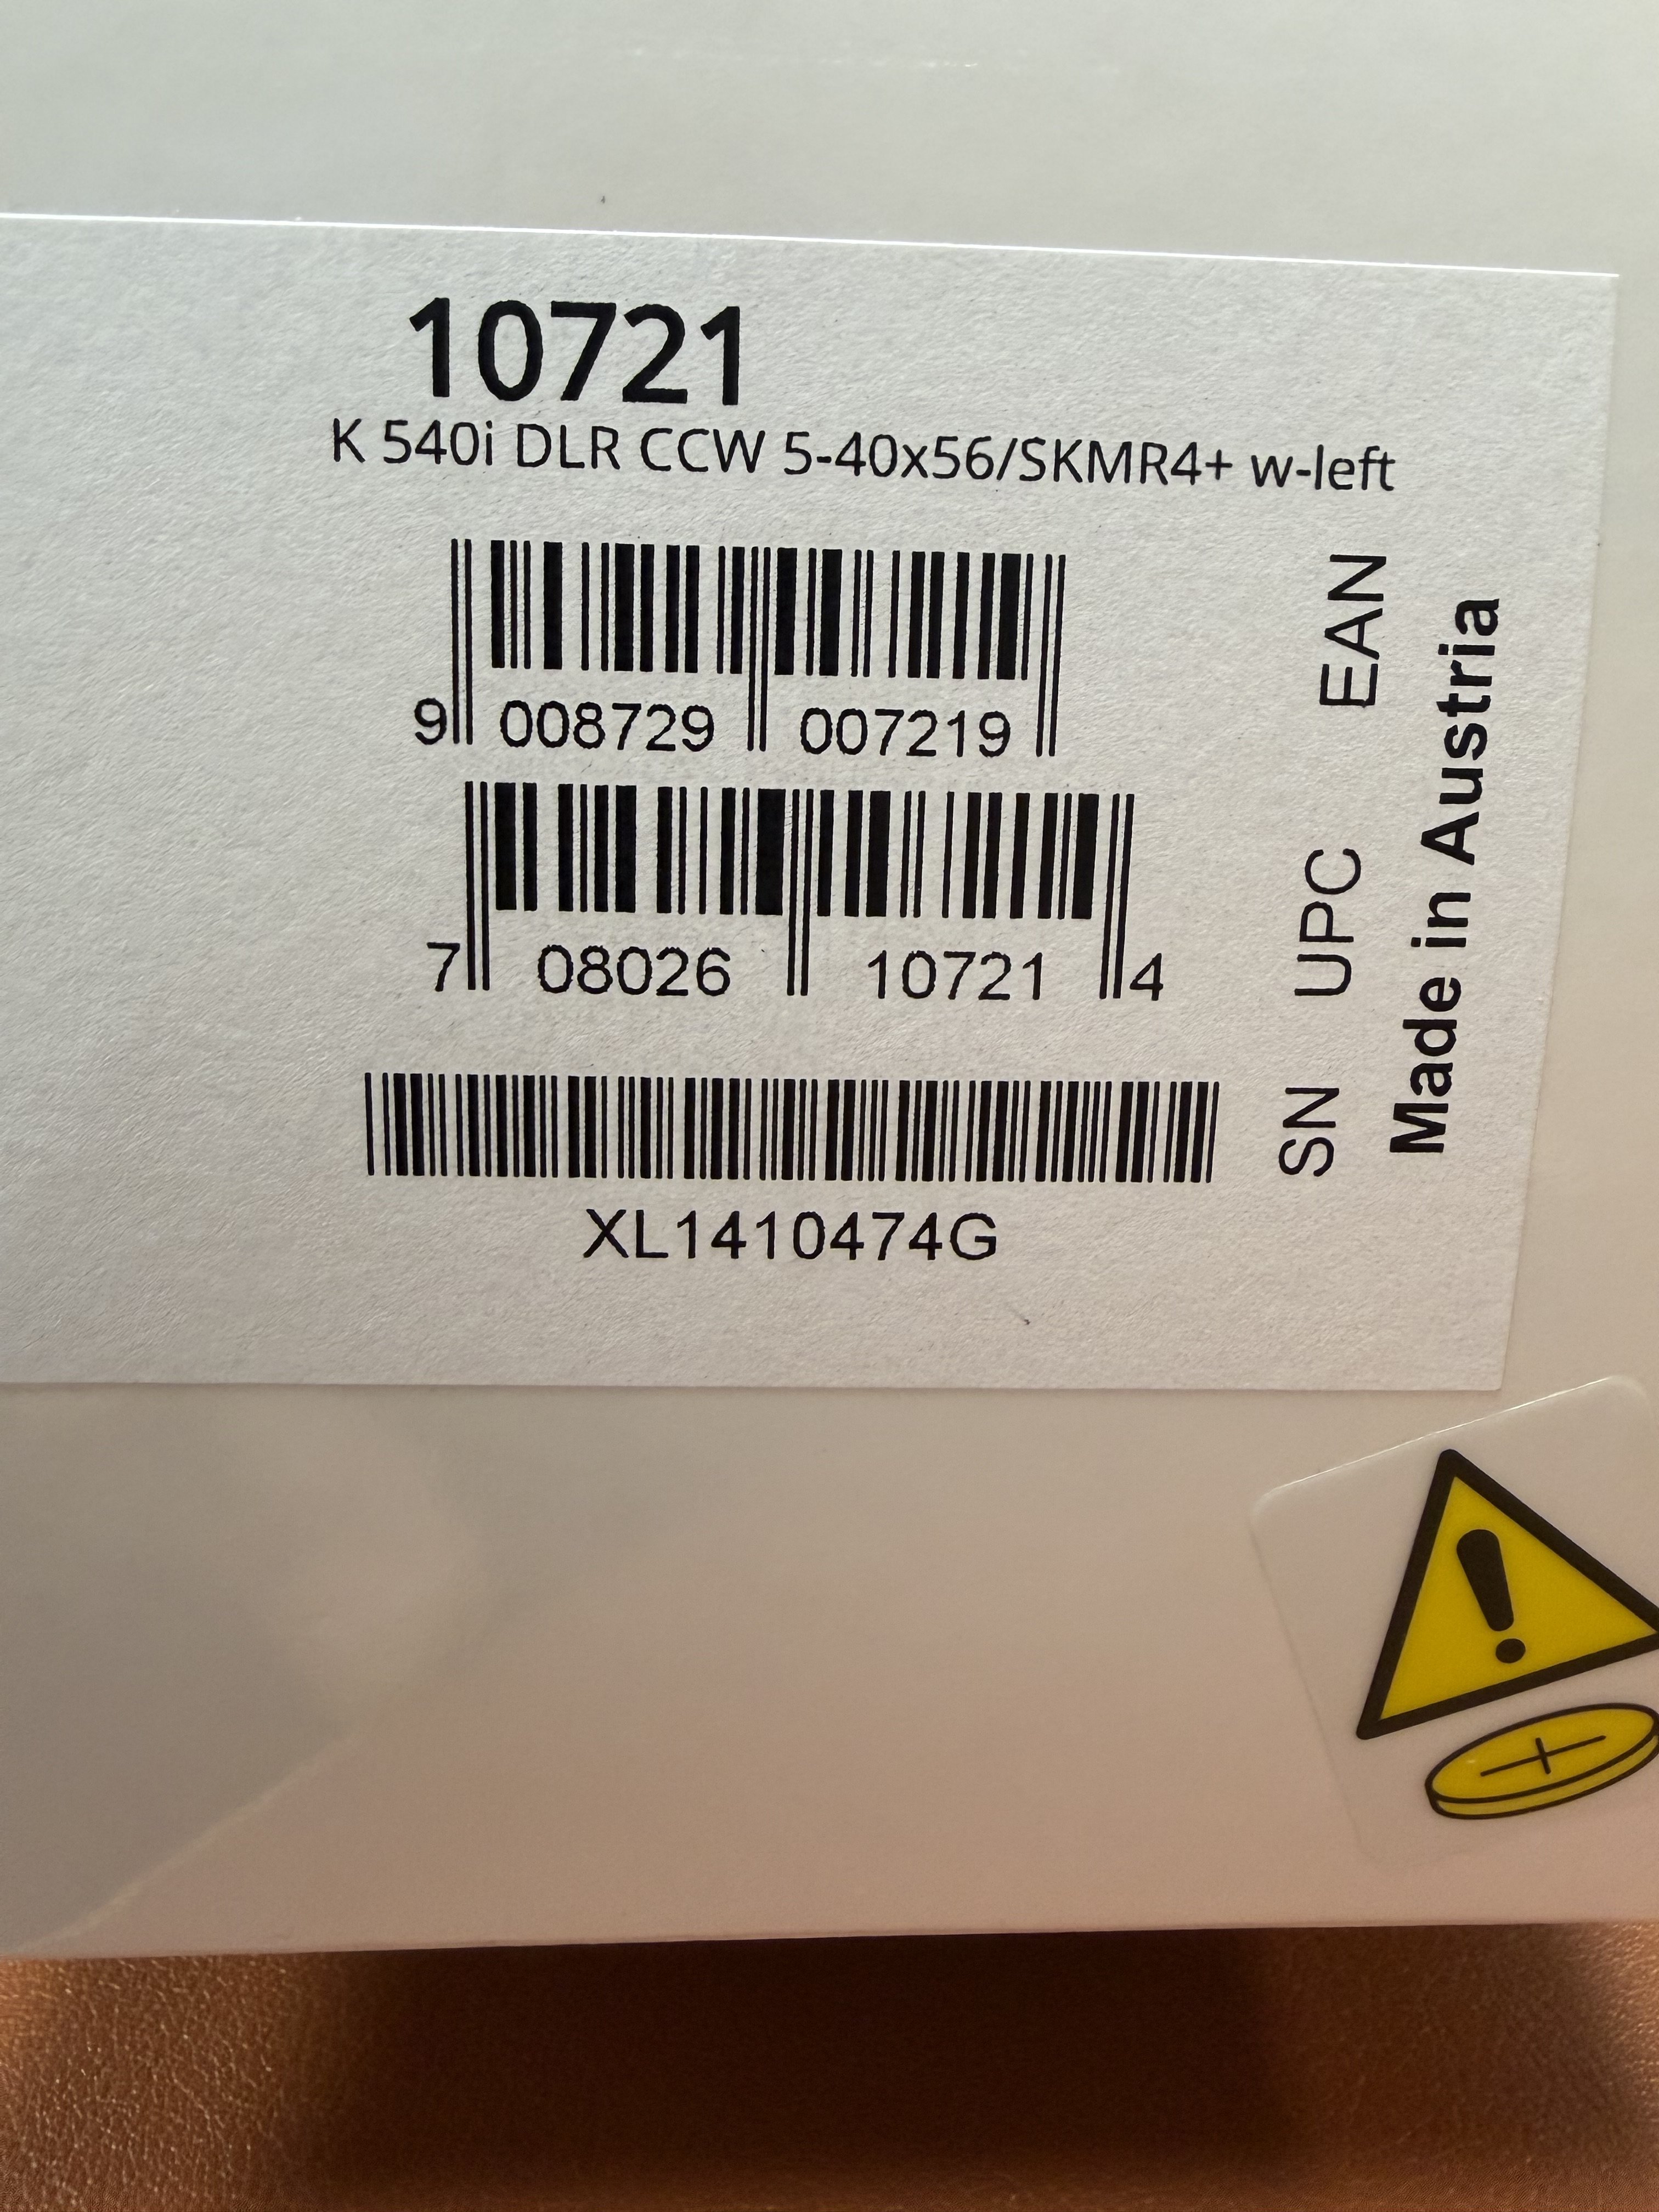 10721
K 540i DLR CCW 5-40x56/SKMR4+ w-left
9 008729 007219
EAN
7 08026 10721 4
UPC
XL1410474G
SN
Made in Austria